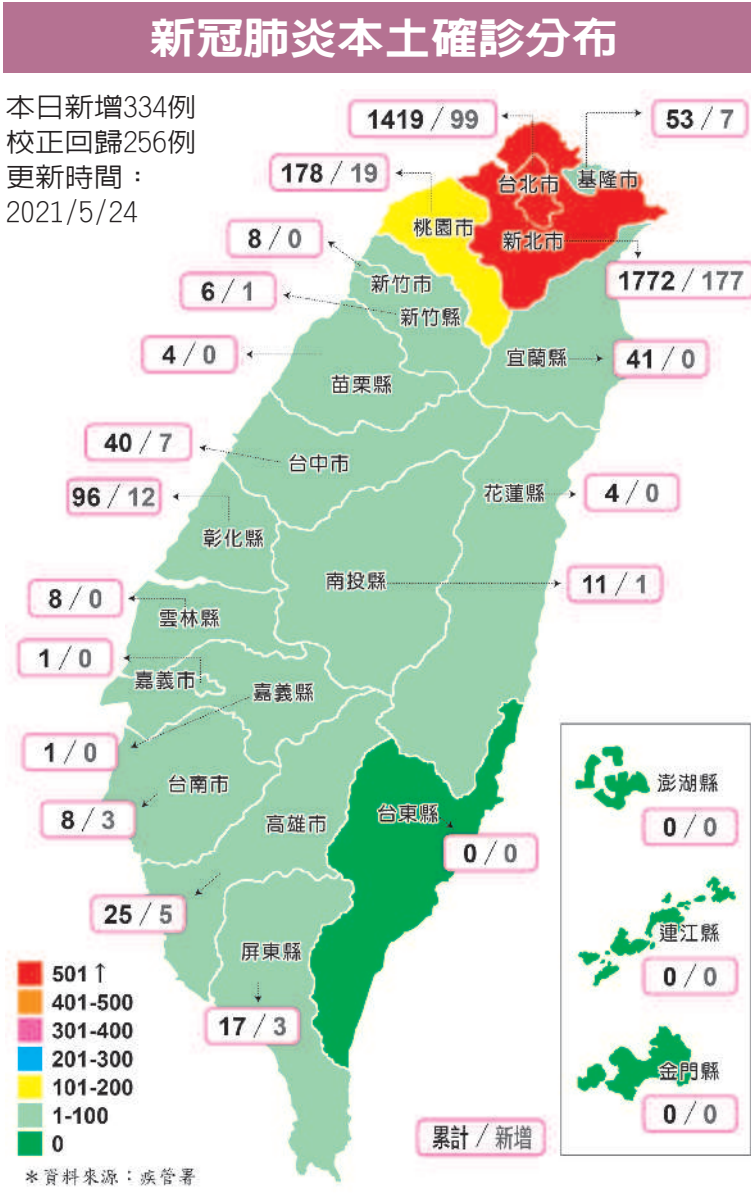 新冠肺炎本土確診分布
本日新增334例
校正回歸256例
更新時間：
2021/5/24
1419 / 99
53 / 7
178 / 19
台北市
基隆市
桃園市
新北市
8 / 0
1772 / 177
新竹市
6 / 1
新竹縣
4 / 0
宜蘭縣
41 / 0
苗栗縣
40 / 7
台中市
96 / 12
花蓮縣
4 / 0
彰化縣
南投縣
11 / 1
8 / 0
雲林縣
1 / 0
嘉義市
嘉義縣
1 / 0
台南市
澎湖縣
8 / 3
高雄市
台東縣
0 / 0
0 / 0
25 / 5
連江縣
屏東縣
0 / 0
17 / 3
金門縣
0 / 0
501↑
401-500
301-400
201-300
101-200
1-100
0
累計 / 新增
＊資料來源：疾管署